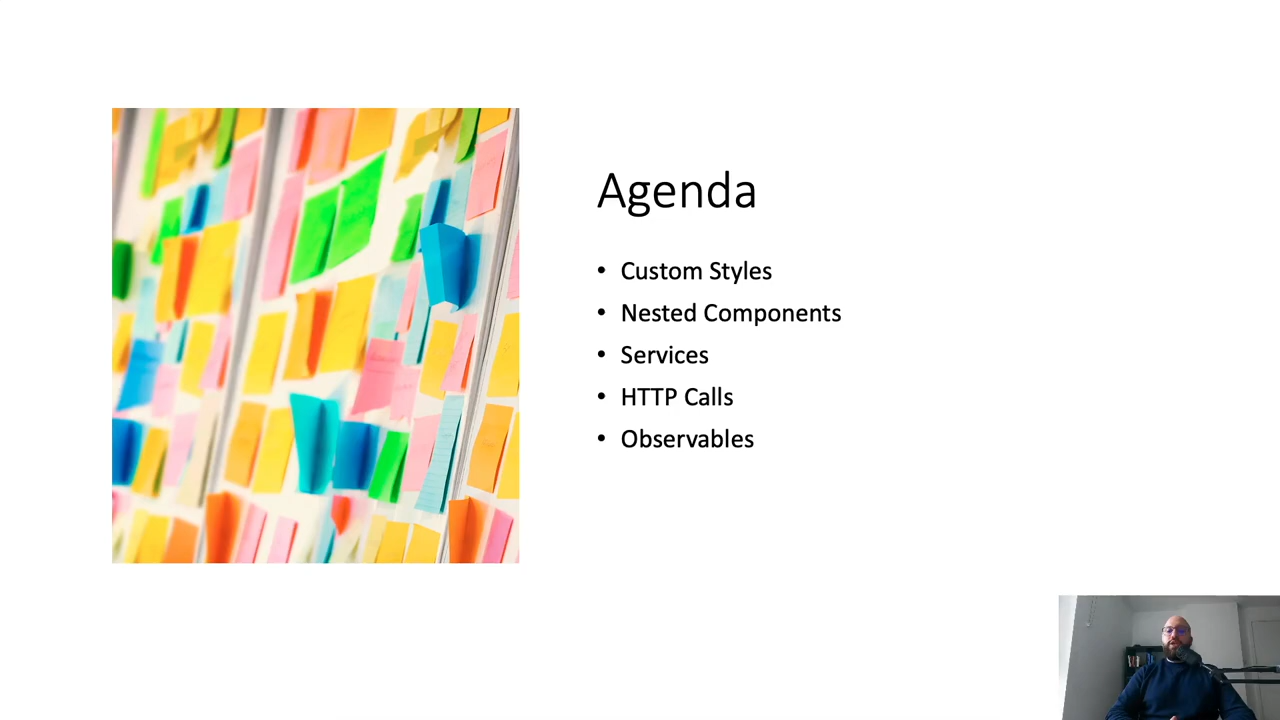 Agenda
• Custom Styles
• Nested Components
• Services
• HTTP Calls
• Observables